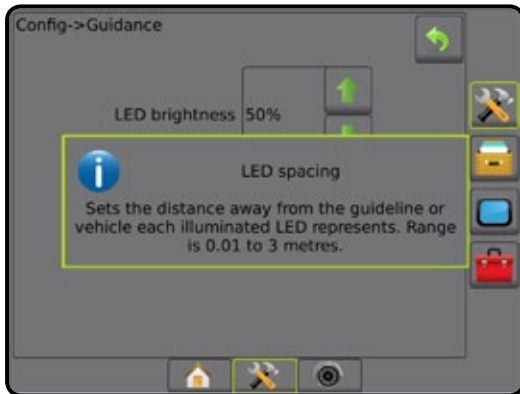 Config->Guidance
LED brightness 50%
LED spacing
Sets the distance away from the guideline or
vehicle each illuminated LED represents. Range
is 0.01 to 3 metres.